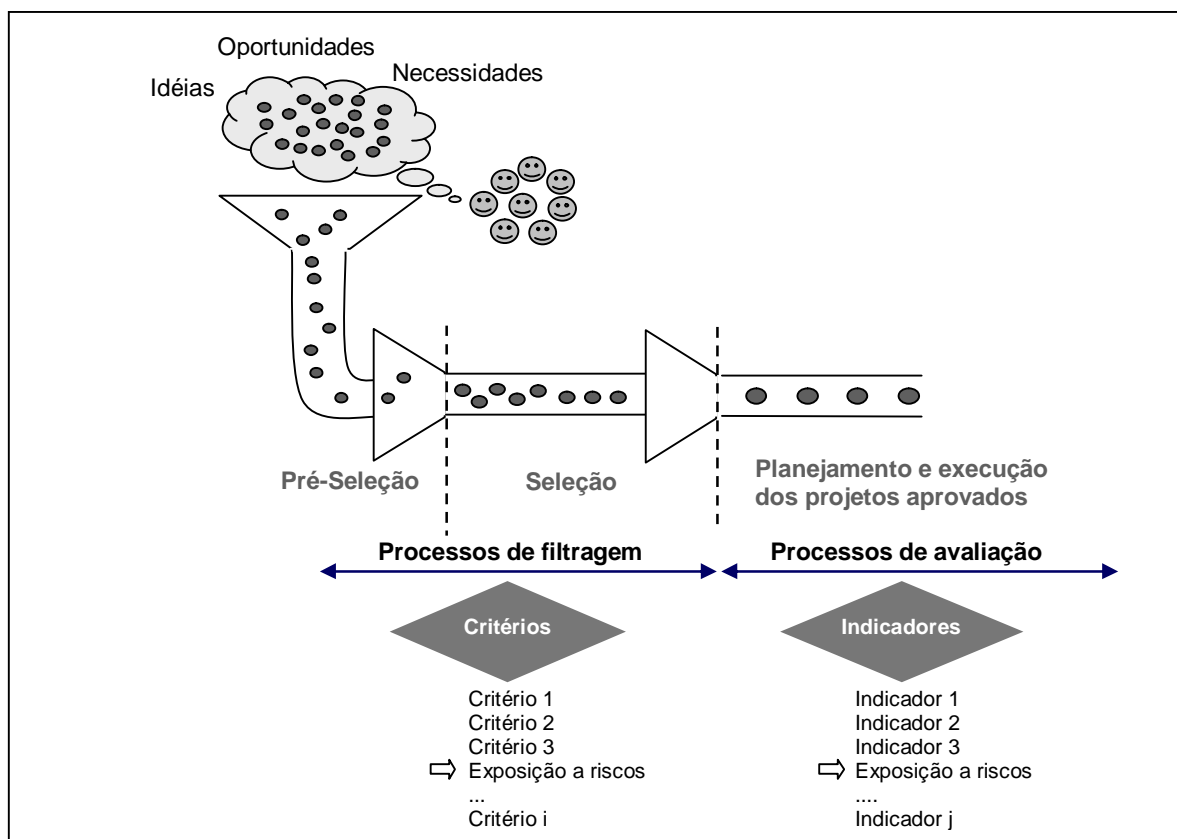 Oportunidades
Necessidades
Idéias
Pré-Seleção
Seleção
Planejamento e execução
dos projetos aprovados
Processos de filtragem
Processos de avaliação
Critérios
Indicadores
Critério 1
Critério 2
Critério 3
Exposição a riscos
...
Critério i
Indicador 1
Indicador 2
Indicador 3
Exposição a riscos
....
Indicador j